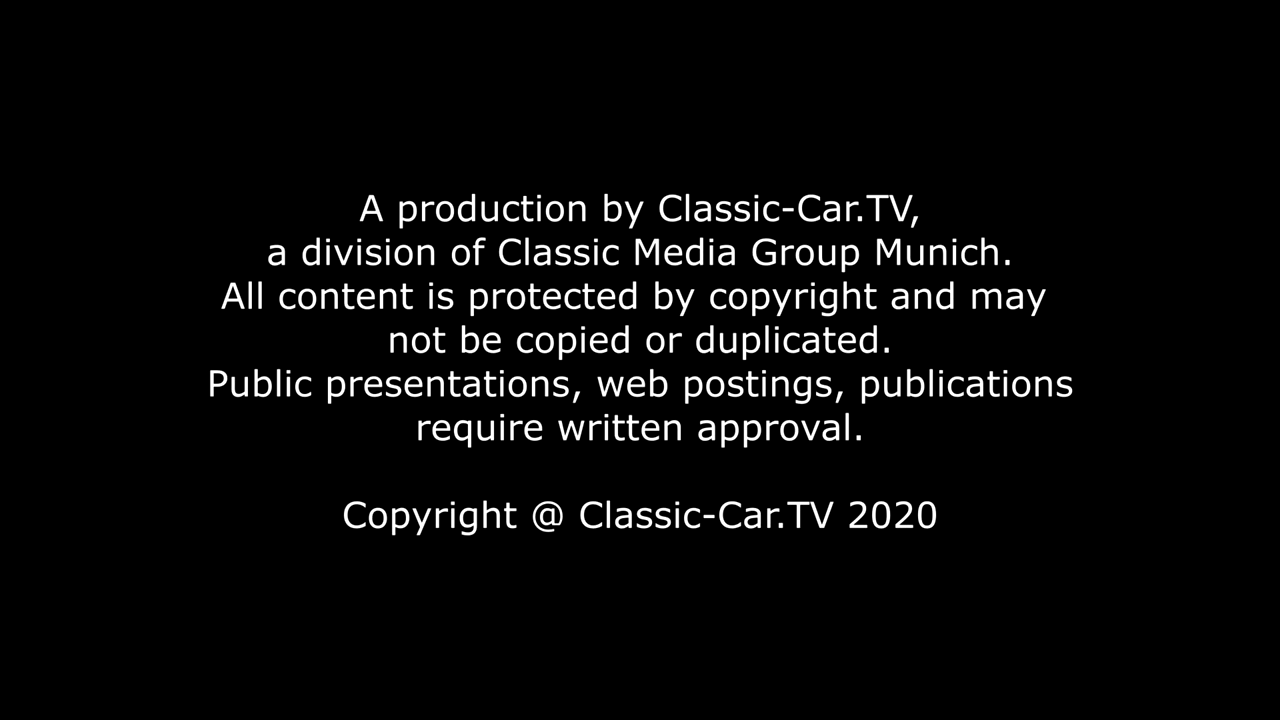 A production by Classic-Car.TV,
a division of Classic Media Group Munich.
All content is protected by copyright and may
not be copied or duplicated.
Public presentations, web postings, publications
require written approval.
Copyright @ Classic-Car.TV 2020